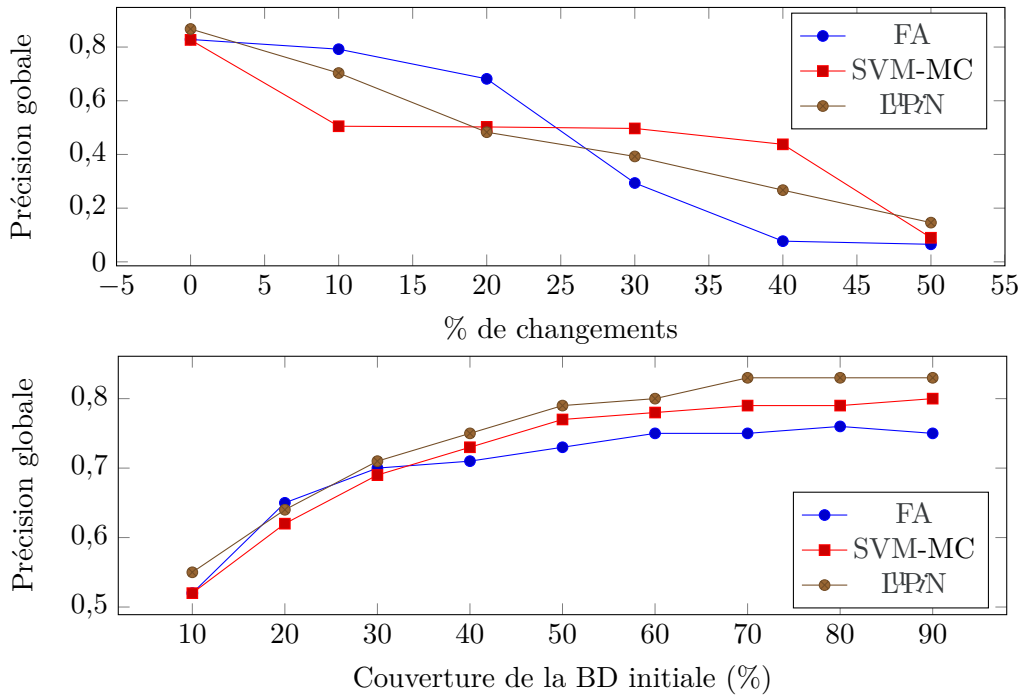 0,8
0,6
0,4
0,2
0
Précision gobale
FA
SVM-MC
−5 0 5 10 15 20 25 30 35 40 45 50 55
% de changements
0,8
0,7
0,6
0,5
Précision globale
FA
SVM-MC
10 20 30 40 50 60 70 80 90
Couverture de la BD initiale (%)